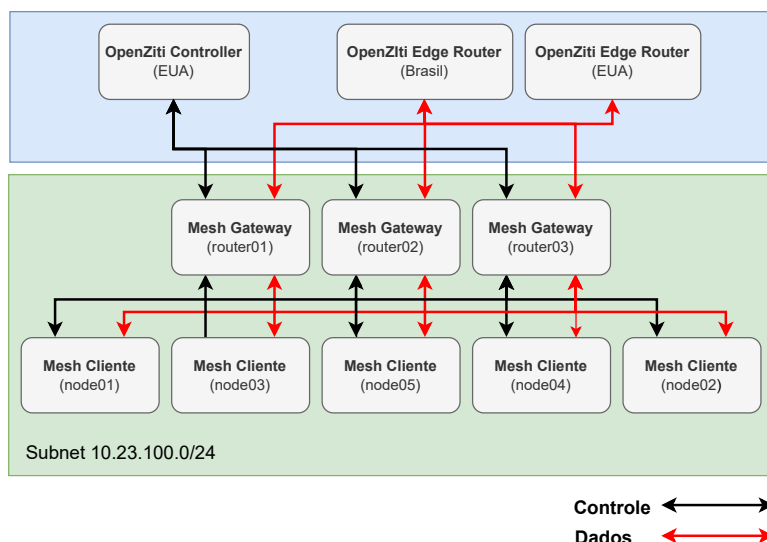 OpenZiti Controller
(EUA)
OpenZIti Edge Router
(Brasil)
OpenZiti Edge Router
(EUA)
Mesh Gateway
(router01)
Mesh Gateway
(router02)
Mesh Gateway
(router03)
Mesh Cliente
(node01)
Mesh Cliente
(node03)
Mesh Cliente
(node05)
Mesh Cliente
(node04)
Mesh Cliente
(node02)
Subnet 10.23.100.0/24
Controle
Dados